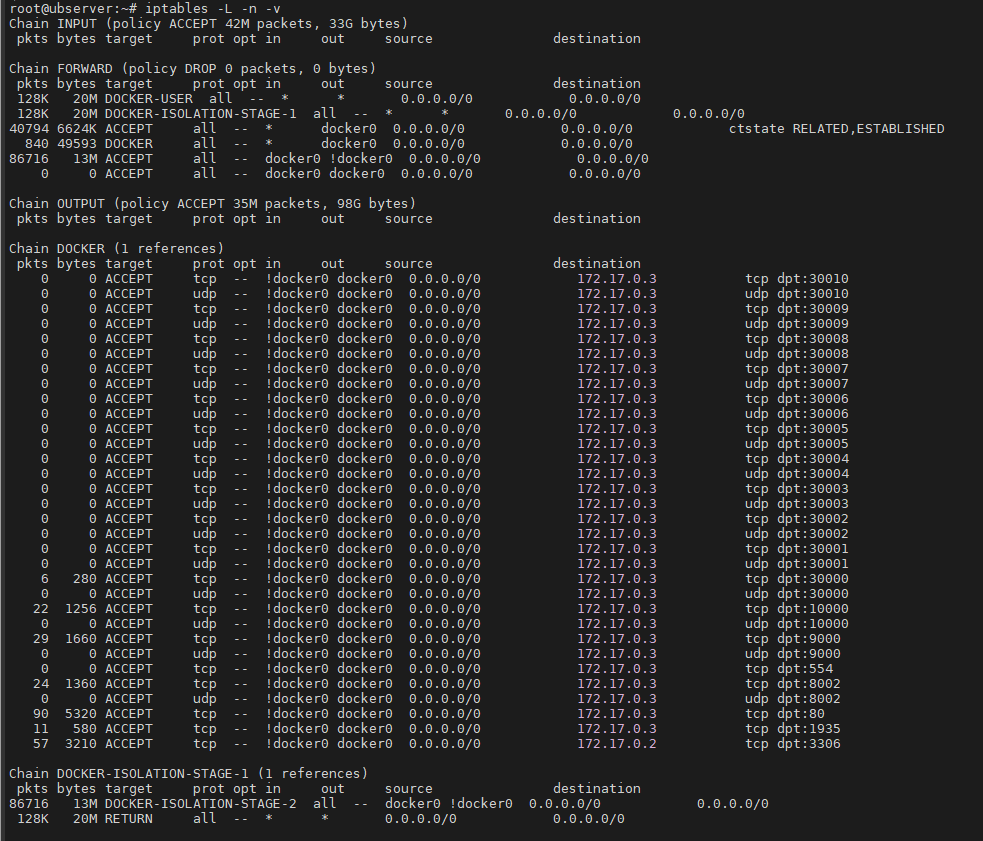 root@ubserver:~# iptables -L -n -v
Chain INPUT (policy ACCEPT 42M packets, 33G bytes)
 pkts bytes target     prot opt in     out     source               destination

Chain FORWARD (policy DROP 0 packets, 0 bytes)
 pkts bytes target     prot opt in     out     source               destination
 128K   20M DOCKER-USER  all  --  *      *       0.0.0.0/0            0.0.0.0/0
 128K   20M DOCKER-ISOLATION-STAGE-1  all  --  *      *       0.0.0.0/0            0.0.0.0/0
40794 6624K ACCEPT     all  --  *      docker0  0.0.0.0/0            0.0.0.0/0            ctstate RELATED,ESTABLISHED
  840 49593 DOCKER     all  --  *      docker0  0.0.0.0/0            0.0.0.0/0
86716   13M ACCEPT     all  --  docker0 !docker0  0.0.0.0/0            0.0.0.0/0
    0     0 ACCEPT     all  --  docker0 docker0  0.0.0.0/0            0.0.0.0/0

Chain OUTPUT (policy ACCEPT 35M packets, 98G bytes)
 pkts bytes target     prot opt in     out     source               destination

Chain DOCKER (1 references)
 pkts bytes target     prot opt in     out     source               destination
    0     0 ACCEPT     tcp  --  !docker0 docker0  0.0.0.0/0            172.17.0.3           tcp dpt:30010
    0     0 ACCEPT     udp  --  !docker0 docker0  0.0.0.0/0            172.17.0.3           udp dpt:30010
    0     0 ACCEPT     tcp  --  !docker0 docker0  0.0.0.0/0            172.17.0.3           tcp dpt:30009
    0     0 ACCEPT     udp  --  !docker0 docker0  0.0.0.0/0            172.17.0.3           udp dpt:30009
    0     0 ACCEPT     tcp  --  !docker0 docker0  0.0.0.0/0            172.17.0.3           tcp dpt:30008
    0     0 ACCEPT     udp  --  !docker0 docker0  0.0.0.0/0            172.17.0.3           udp dpt:30008
    0     0 ACCEPT     tcp  --  !docker0 docker0  0.0.0.0/0            172.17.0.3           tcp dpt:30007
    0     0 ACCEPT     udp  --  !docker0 docker0  0.0.0.0/0            172.17.0.3           udp dpt:30007
    0     0 ACCEPT     tcp  --  !docker0 docker0  0.0.0.0/0            172.17.0.3           tcp dpt:30006
    0     0 ACCEPT     udp  --  !docker0 docker0  0.0.0.0/0            172.17.0.3           udp dpt:30006
    0     0 ACCEPT     tcp  --  !docker0 docker0  0.0.0.0/0            172.17.0.3           tcp dpt:30005
    0     0 ACCEPT     udp  --  !docker0 docker0  0.0.0.0/0            172.17.0.3           udp dpt:30005
    0     0 ACCEPT     tcp  --  !docker0 docker0  0.0.0.0/0            172.17.0.3           tcp dpt:30004
    0     0 ACCEPT     udp  --  !docker0 docker0  0.0.0.0/0            172.17.0.3           udp dpt:30004
    0     0 ACCEPT     tcp  --  !docker0 docker0  0.0.0.0/0            172.17.0.3           tcp dpt:30003
    0     0 ACCEPT     udp  --  !docker0 docker0  0.0.0.0/0            172.17.0.3           udp dpt:30003
    0     0 ACCEPT     tcp  --  !docker0 docker0  0.0.0.0/0            172.17.0.3           tcp dpt:30002
    0     0 ACCEPT     udp  --  !docker0 docker0  0.0.0.0/0            172.17.0.3           udp dpt:30002
    0     0 ACCEPT     tcp  --  !docker0 docker0  0.0.0.0/0            172.17.0.3           tcp dpt:30001
    0     0 ACCEPT     udp  --  !docker0 docker0  0.0.0.0/0            172.17.0.3           udp dpt:30001
    6   280 ACCEPT     tcp  --  !docker0 docker0  0.0.0.0/0            172.17.0.3           tcp dpt:30000
    0     0 ACCEPT     udp  --  !docker0 docker0  0.0.0.0/0            172.17.0.3           udp dpt:30000
   22  1256 ACCEPT     tcp  --  !docker0 docker0  0.0.0.0/0            172.17.0.3           tcp dpt:10000
    0     0 ACCEPT     udp  --  !docker0 docker0  0.0.0.0/0            172.17.0.3           udp dpt:10000
   29  1660 ACCEPT     tcp  --  !docker0 docker0  0.0.0.0/0            172.17.0.3           tcp dpt:9000
    0     0 ACCEPT     udp  --  !docker0 docker0  0.0.0.0/0            172.17.0.3           udp dpt:9000
    0     0 ACCEPT     tcp  --  !docker0 docker0  0.0.0.0/0            172.17.0.3           tcp dpt:554
   24  1360 ACCEPT     tcp  --  !docker0 docker0  0.0.0.0/0            172.17.0.3           tcp dpt:8002
    0     0 ACCEPT     udp  --  !docker0 docker0  0.0.0.0/0            172.17.0.3           udp dpt:8002
   90  5320 ACCEPT     tcp  --  !docker0 docker0  0.0.0.0/0            172.17.0.3           tcp dpt:80
   11   580 ACCEPT     tcp  --  !docker0 docker0  0.0.0.0/0            172.17.0.3           tcp dpt:1935
   57  3210 ACCEPT     tcp  --  !docker0 docker0  0.0.0.0/0            172.17.0.2           tcp dpt:3306

Chain DOCKER-ISOLATION-STAGE-1 (1 references)
 pkts bytes target     prot opt in     out     source               destination
86716   13M DOCKER-ISOLATION-STAGE-2  all  --  docker0 !docker0  0.0.0.0/0            0.0.0.0/0
 128K   20M RETURN     all  --  *      *       0.0.0.0/0            0.0.0.0/0